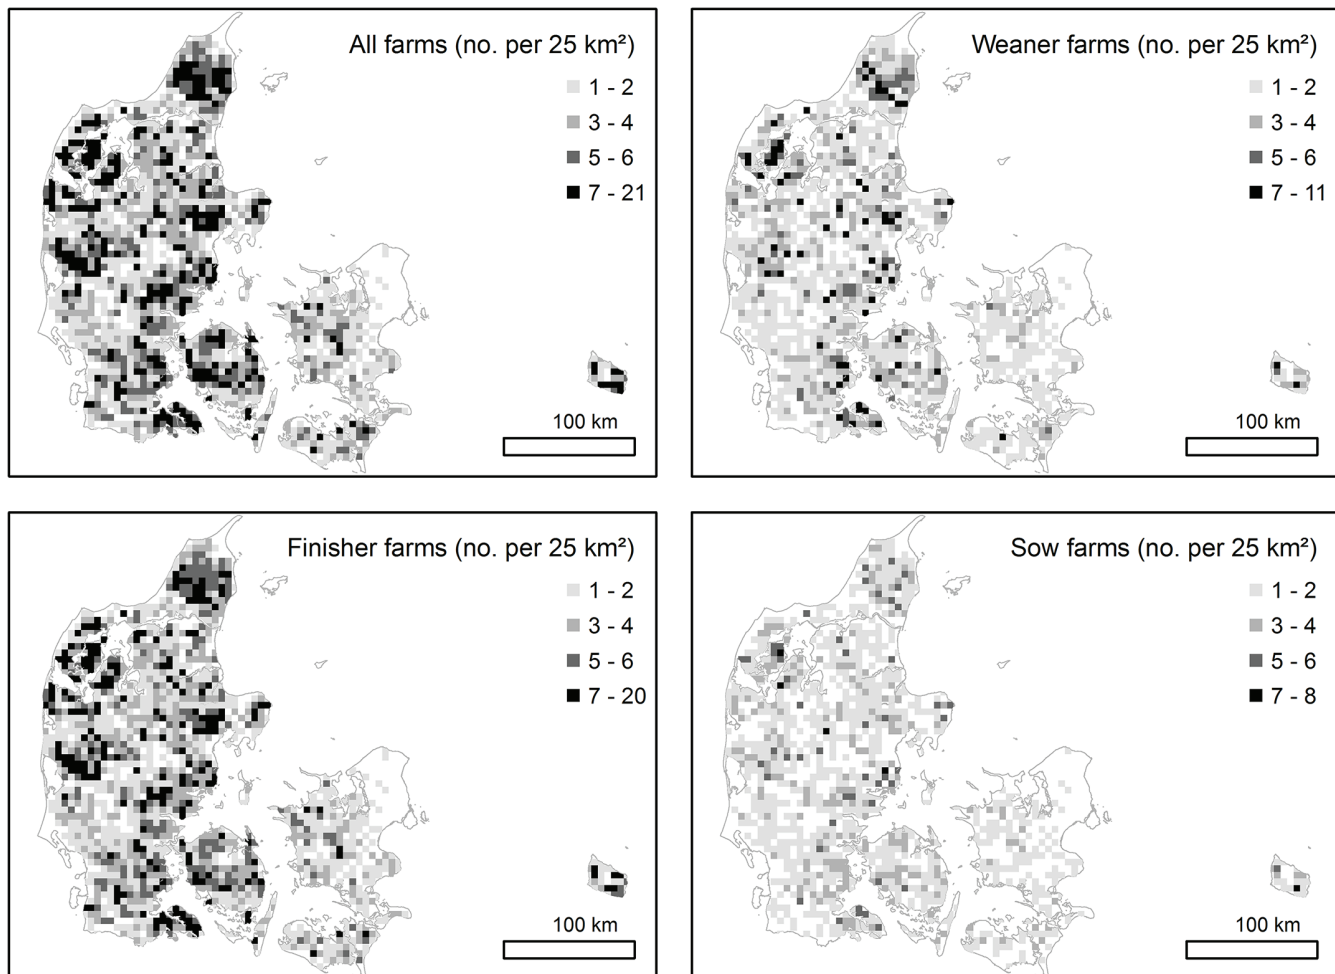 All farms (no. per 25 km²)
1 - 2
3 - 4
5 - 6
7 - 21
100 km
Weaner farms (no. per 25 km²)
1 - 2
3 - 4
5 - 6
7 - 11
100 km
Finisher farms (no. per 25 km²)
1 - 2
3 - 4
5 - 6
7 - 20
100 km
Sow farms (no. per 25 km²)
1 - 2
3 - 4
5 - 6
7 - 8
100 km